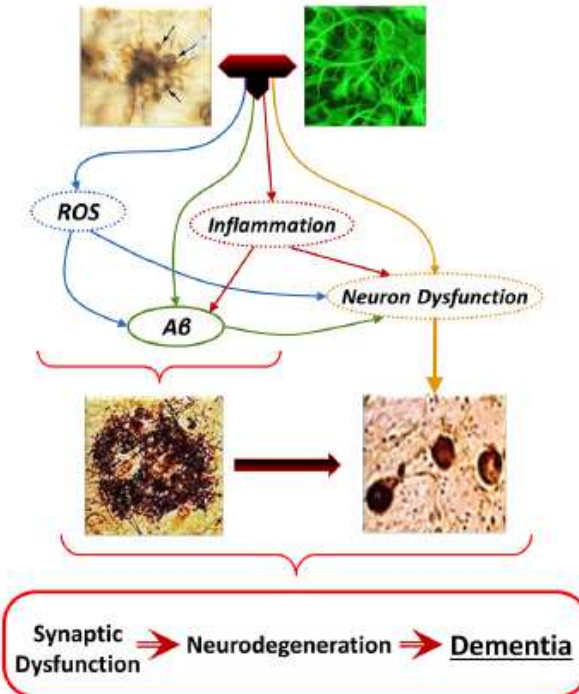 ROS
Inflammation
Neuron Dysfunction
Aβ
Synaptic
Dysfunction
Neurodegeneration
Dementia